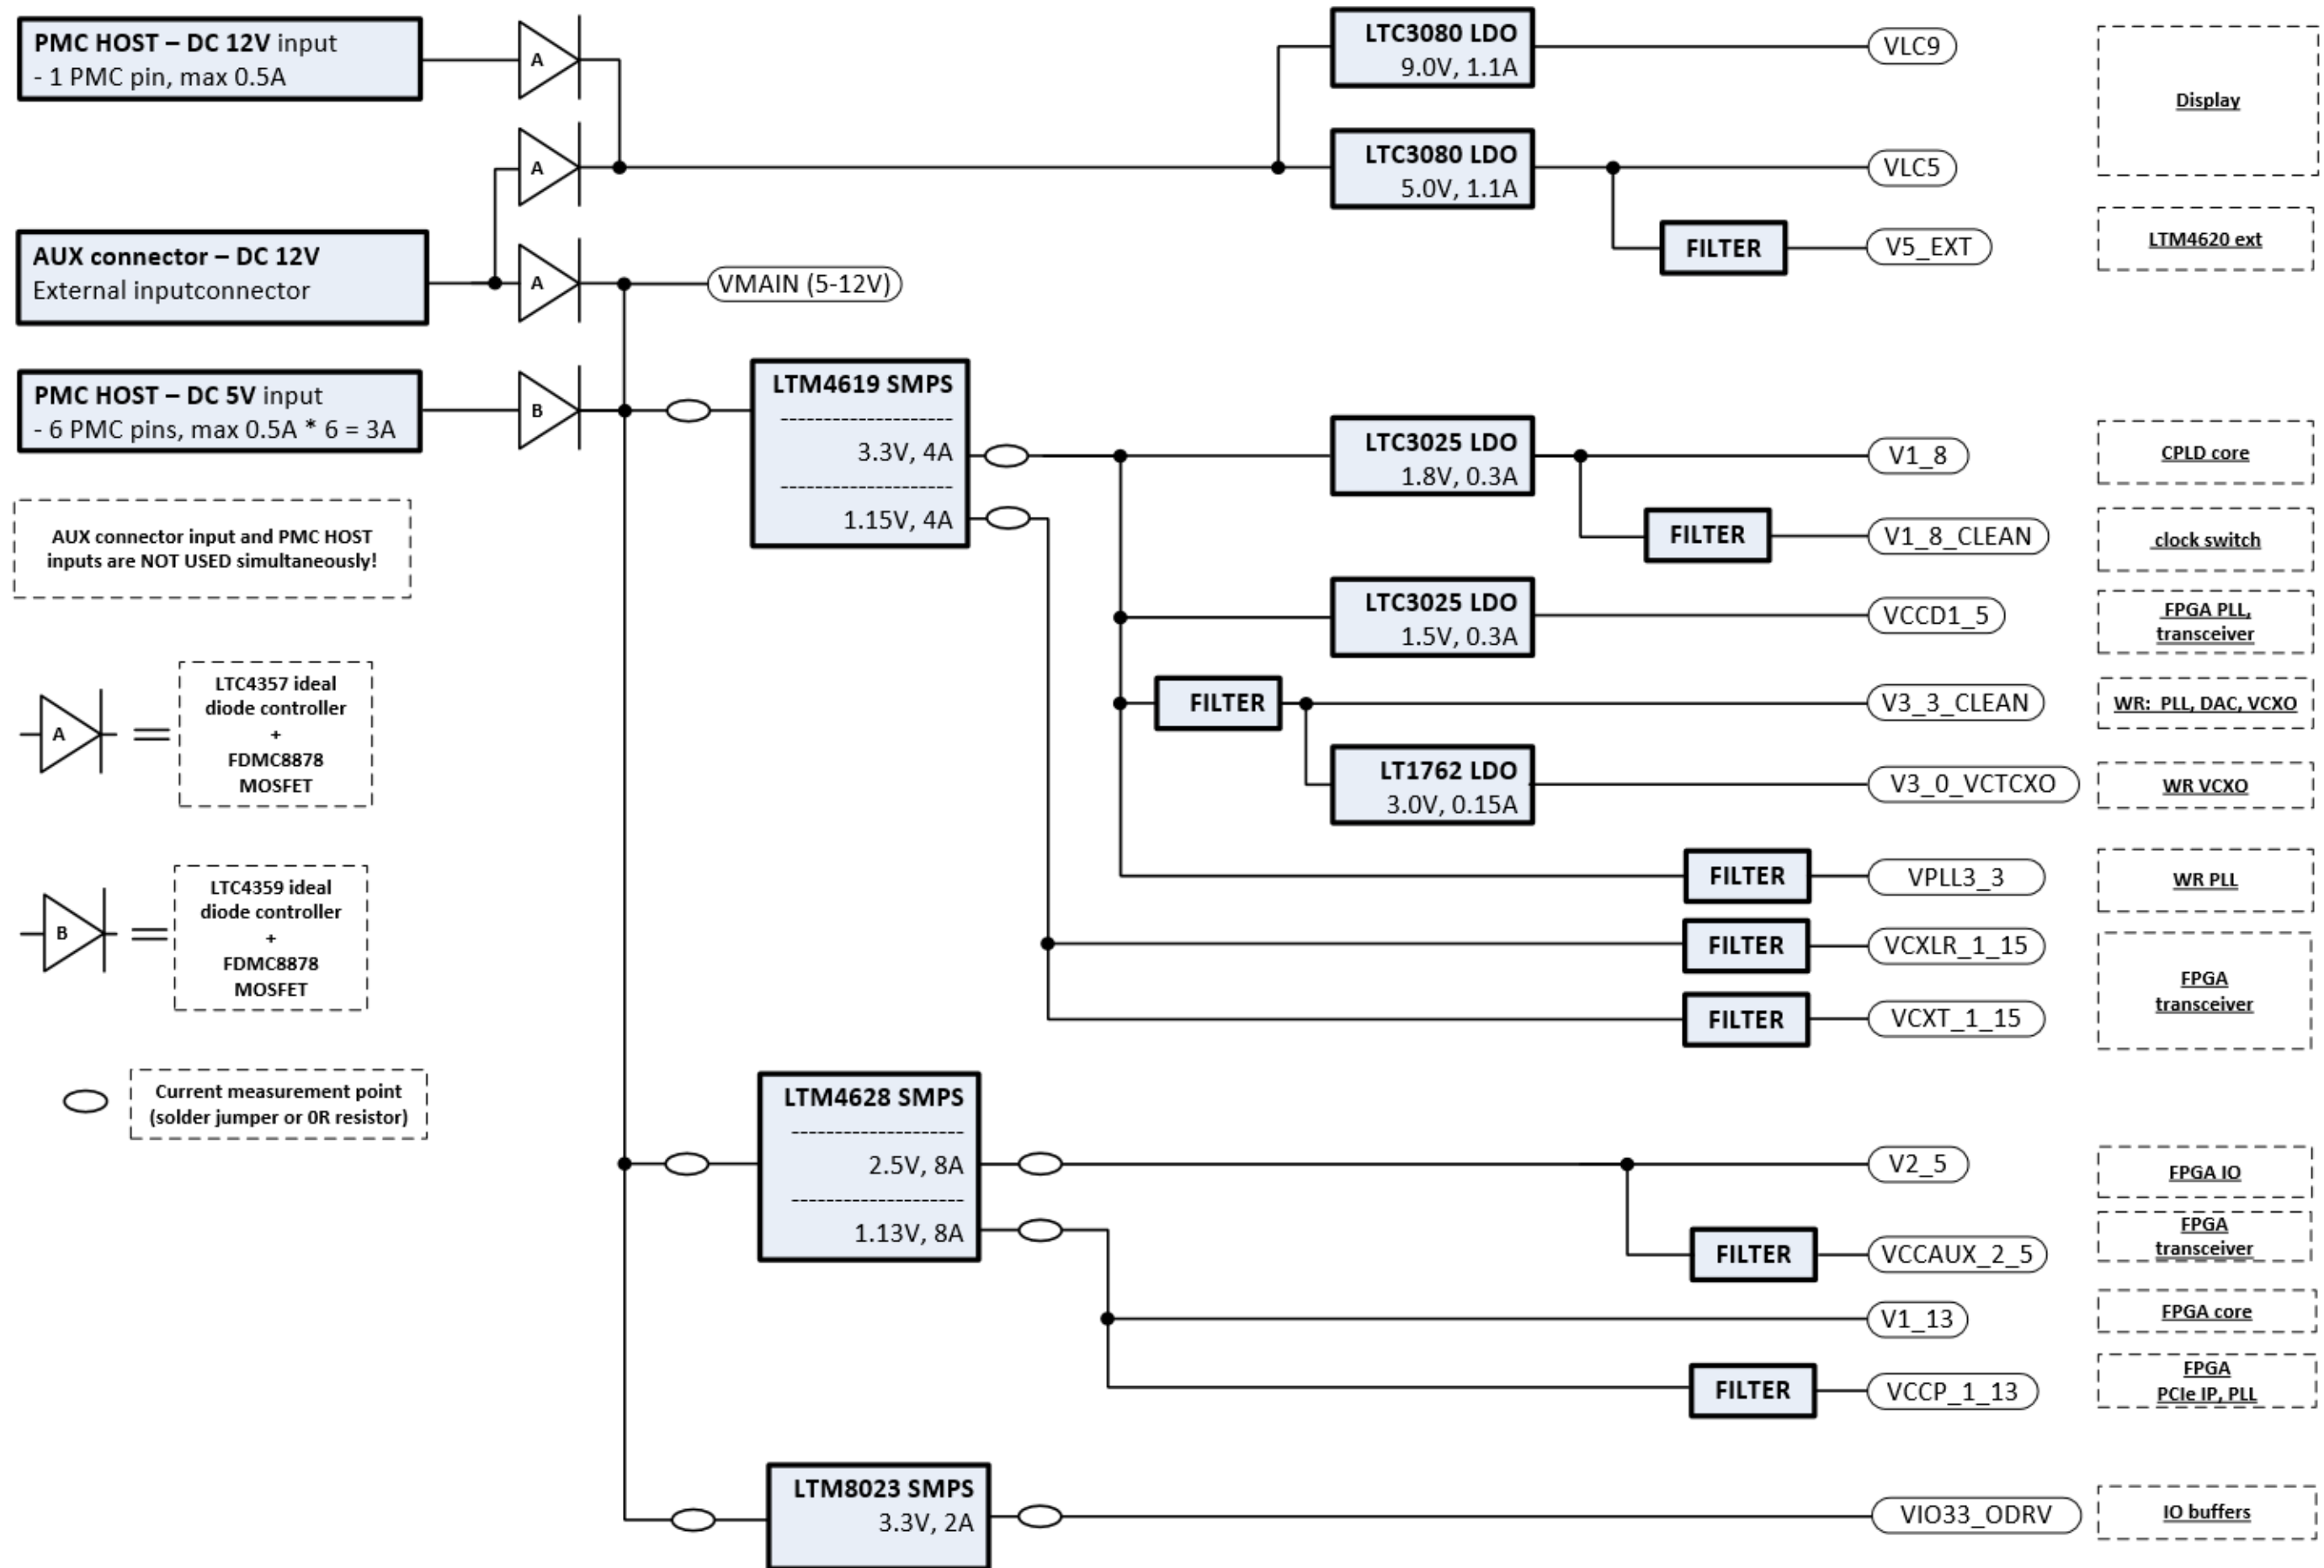 PMC HOST – DC 12V input
- 1 PMC pin, max 0.5A
A
LTC3080 LDO
9.0V, 1.1A
VLC9
Display
A
LTC3080 LDO
5.0V, 1.1A
VLC5
AUX connector – DC 12V
External inputconnector
A
VMAIN (5-12V)
FILTER
V5_EXT
LTM4620 ext
PMC HOST – DC 5V input
- 6 PMC pins, max 0.5A * 6 = 3A
B
LTM4619 SMPS
--------------------
3.3V, 4A
--------------------
1.15V, 4A
LTC3025 LDO
1.8V, 0.3A
V1_8
CPLD core
FILTER
V1_8_CLEAN
clock switch
AUX connector input and PMC HOST
inputs are NOT USED simultaneously!
LTC3025 LDO
1.5V, 0.3A
VCCD1_5
FPGA PLL,
transceiver
FILTER
V3_3_CLEAN
WR: PLL, DAC, VCXO
A
LTC4357 ideal
diode controller
+
FDMC8878
MOSFET
LT1762 LDO
3.0V, 0.15A
V3_0_VCTCXO
WR VCXO
FILTER
VPLL3_3
WR PLL
B
LTC4359 ideal
diode controller
+
FDMC8878
MOSFET
FILTER
VCXLR_1_15
FPGA
transceiver
FILTER
VCXT_1_15
Current measurement point
(solder jumper or 0R resistor)
LTM4628 SMPS
--------------------
2.5V, 8A
--------------------
1.13V, 8A
V2_5
FPGA IO
FILTER
VCCAUX_2_5
FPGA
transceiver
V1_13
FPGA core
FILTER
VCCP_1_13
FPGA
PCIe IP, PLL
LTM8023 SMPS
3.3V, 2A
VIO33_ODRV
IO buffers